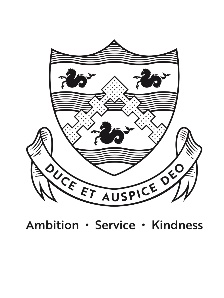 DUCE ET AUSPICE DEO
Ambition · Service · Kindness